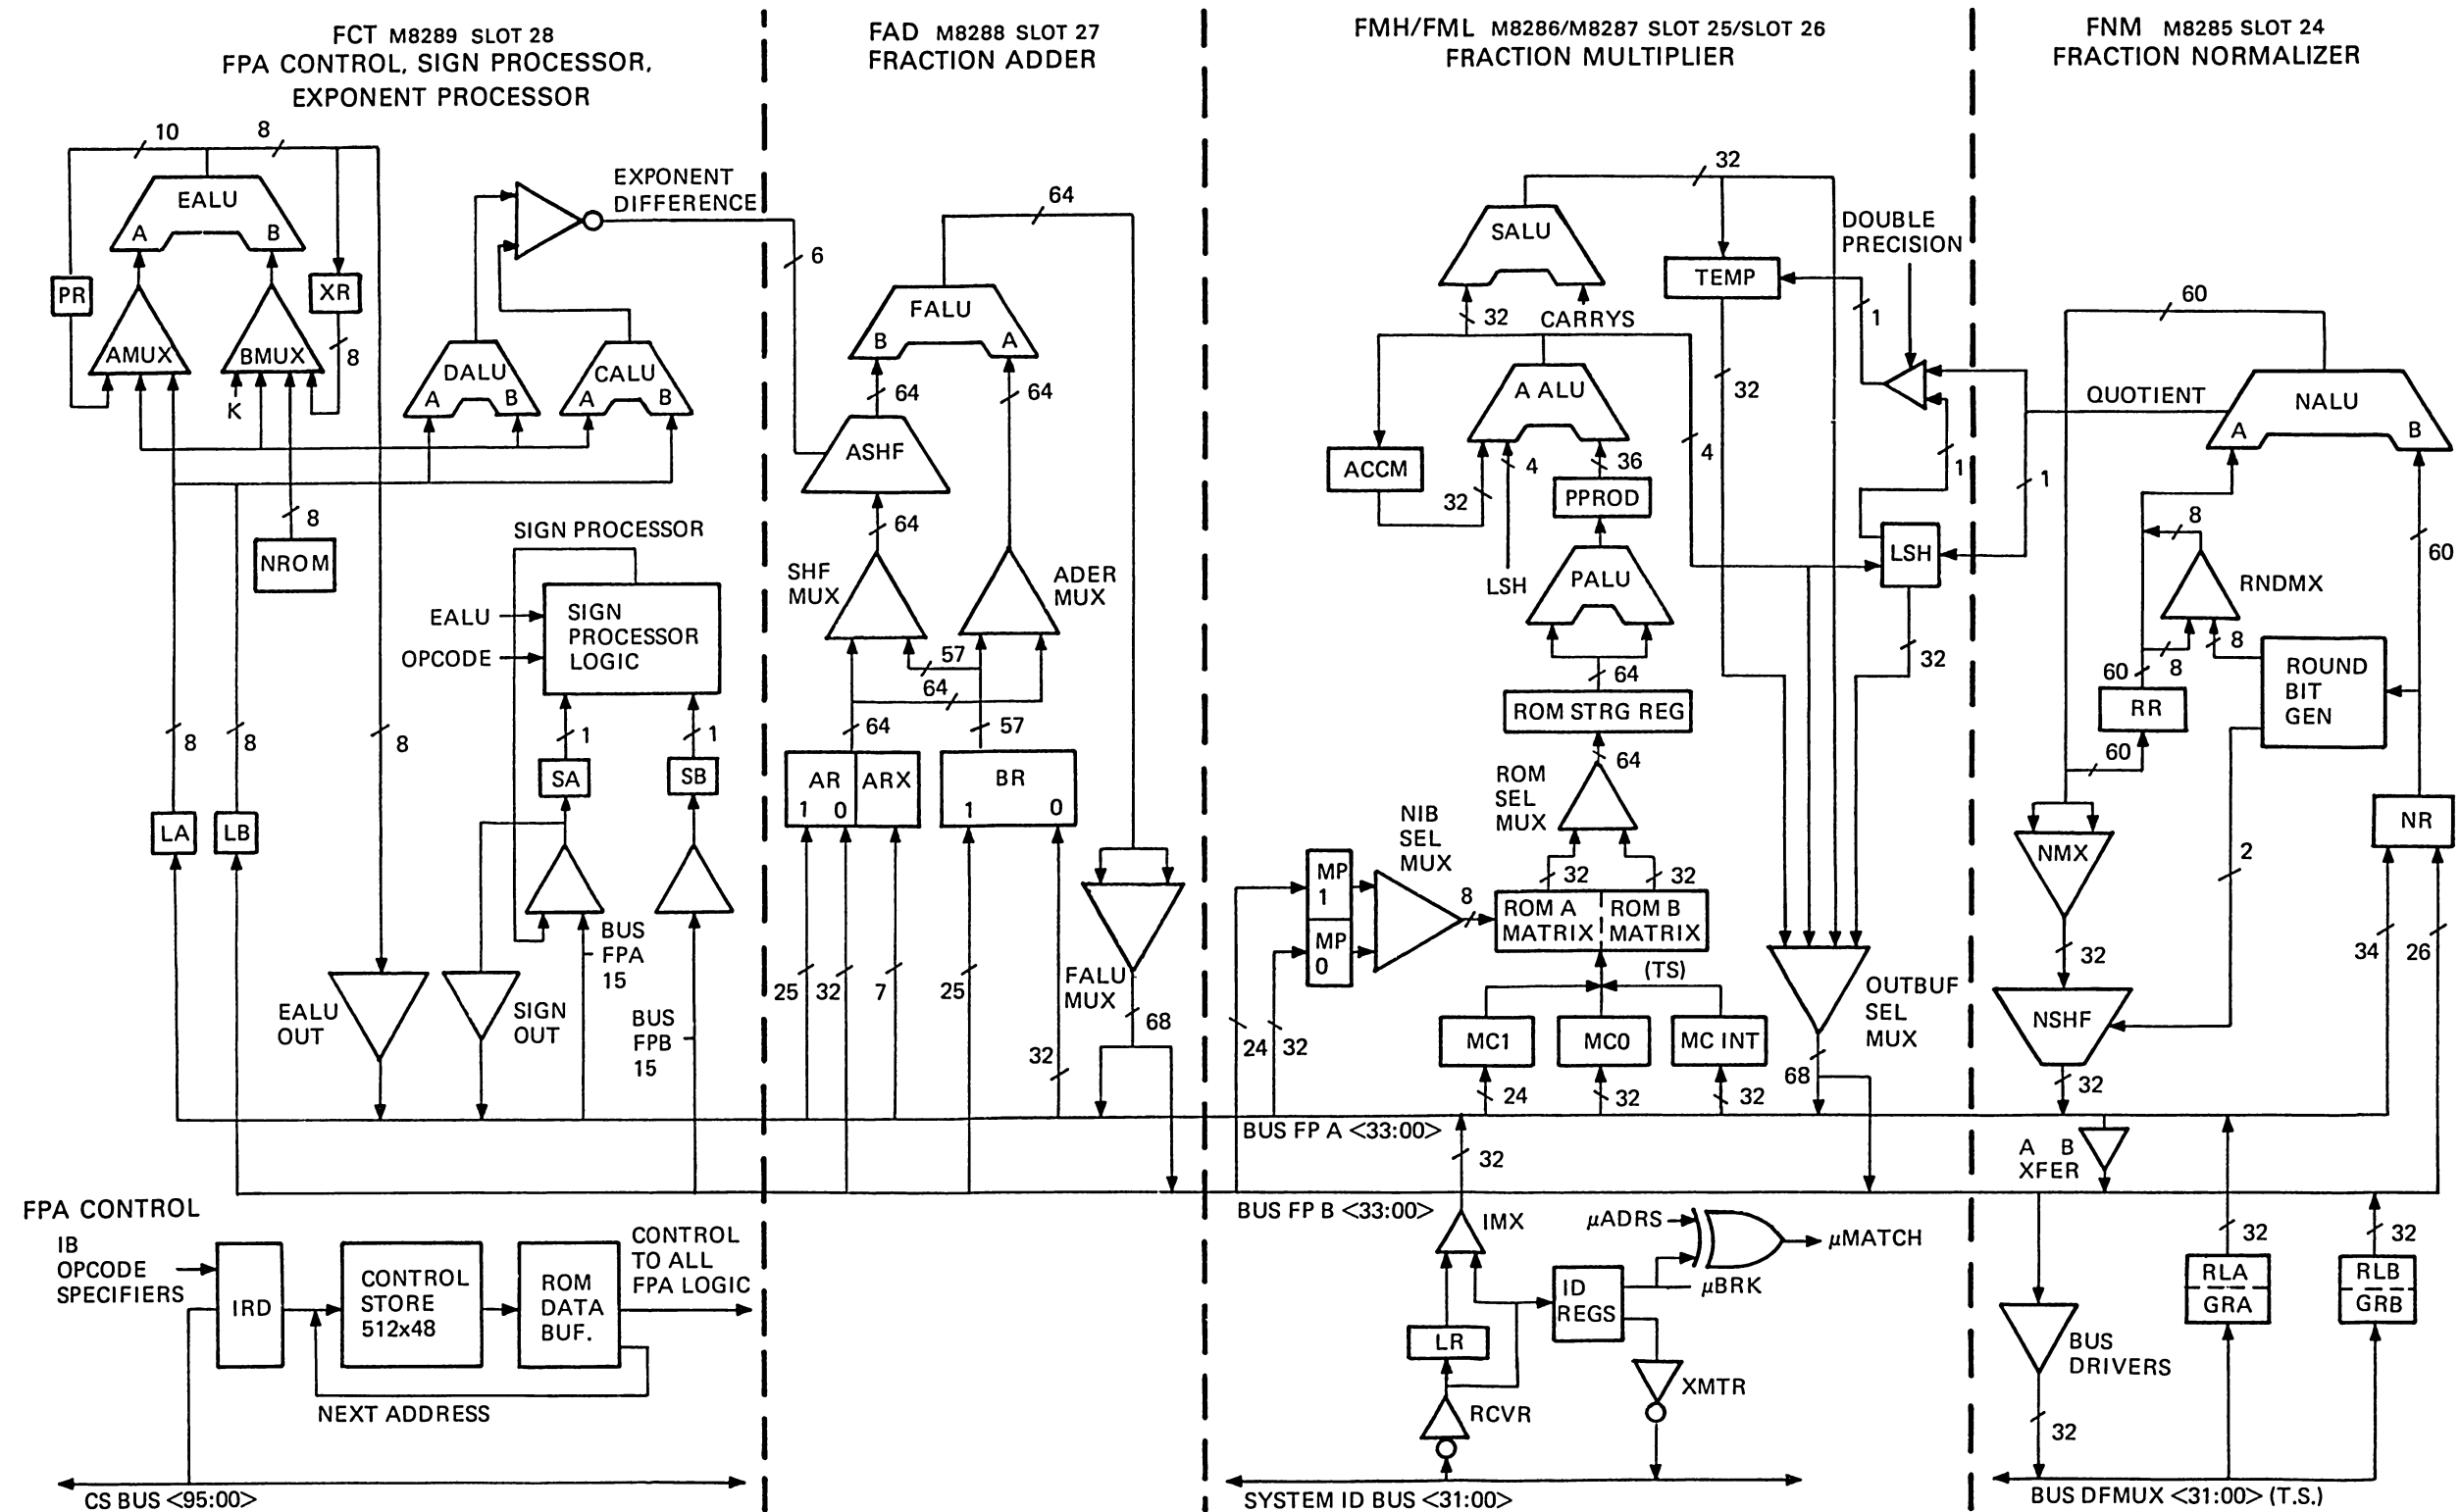 FCT M8289 SLOT 28
FPA CONTROL, SIGN PROCESSOR,
EXPONENT PROCESSOR
FAD M8288 SLOT 27
FRACTION ADDER
FMH/FML M8286/M8287 SLOT 25/SLOT 26
FRACTION MULTIPLIER
FNM M8285 SLOT 24
FRACTION NORMALIZER
10
8
EALU
A
B
PR
XR
8
AMUX
BMUX
K
EXPONENT
DIFFERENCE
DALU
A
B
CALU
A
B
8
NROM
SIGN PROCESSOR
EALU
OPCODE
SIGN
PROCESSOR
LOGIC
8
8
8
1
1
SA
SB
LA
LB
BUS
FPA
15
BUS
FPB
15
EALU
OUT
SIGN
OUT
FPA CONTROL
IB
OPCODE
SPECIFIERS
IRD
CONTROL
STORE
512x48
ROM
DATA
BUF.
CONTROL
TO ALL
FPA LOGIC
NEXT ADDRESS
CS BUS <95:00>
64
6
FALU
B
A
64
64
ASHF
64
SHF
MUX
ADER
MUX
57
64
64
57
AR
1
0
ARX
BR
1
0
25
32
7
25
32
FALU
MUX
68
32
SALU
DOUBLE
PRECISION
TEMP
32
CARRYS
1
A ALU
32
4
ACCM
32
4
36
PPROD
LSH
PALU
1
LSH
32
64
ROM STRG REG
64
ROM
SEL
MUX
NIB
SEL
MUX
32
32
MP
1
MP
0
8
ROM A
MATRIX
ROM B
MATRIX
(TS)
24
32
MC1
MC0
MC INT
24
32
32
OUTBUF
SEL
MUX
68
BUS FP A <33:00>
32
BUS FP B <33:00>
IMX
µADRS
µMATCH
µBRK
ID
REGS
LR
XMTR
RCVR
SYSTEM ID BUS <31:00>
60
QUOTIENT
NALU
A
B
1
8
60
RNDMX
8
8
60
RR
60
ROUND
BIT
GEN
NR
NMX
2
32
34
26
NSHF
32
A B
XFER
32
32
RLA
GRA
RLB
GRB
BUS
DRIVERS
32
BUS DFMUX <31:00> (T.S.)